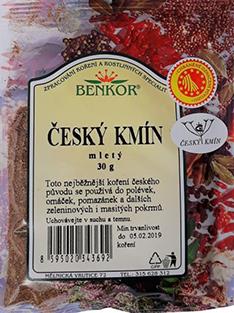 ZPRACOVÁNÍ KOŘENÍ A ROSTLINNÝCH SPECIALIT
BENKOR
ČESKÝ KMÍN
mletý
30 g
ČESKÝ KMÍN
Toto nejběžnější koření českého
původu se používá do polévek,
omáček, pomazánek a dalších
zeleninových i masitých pokrmů.
Uchovávejte v suchu a temnu.
Min trvanlivost
do 05.02.2019
koření
8 595020 343692
MĚLNICKÁ VRUTICE 72
TEL.: 315 628 312